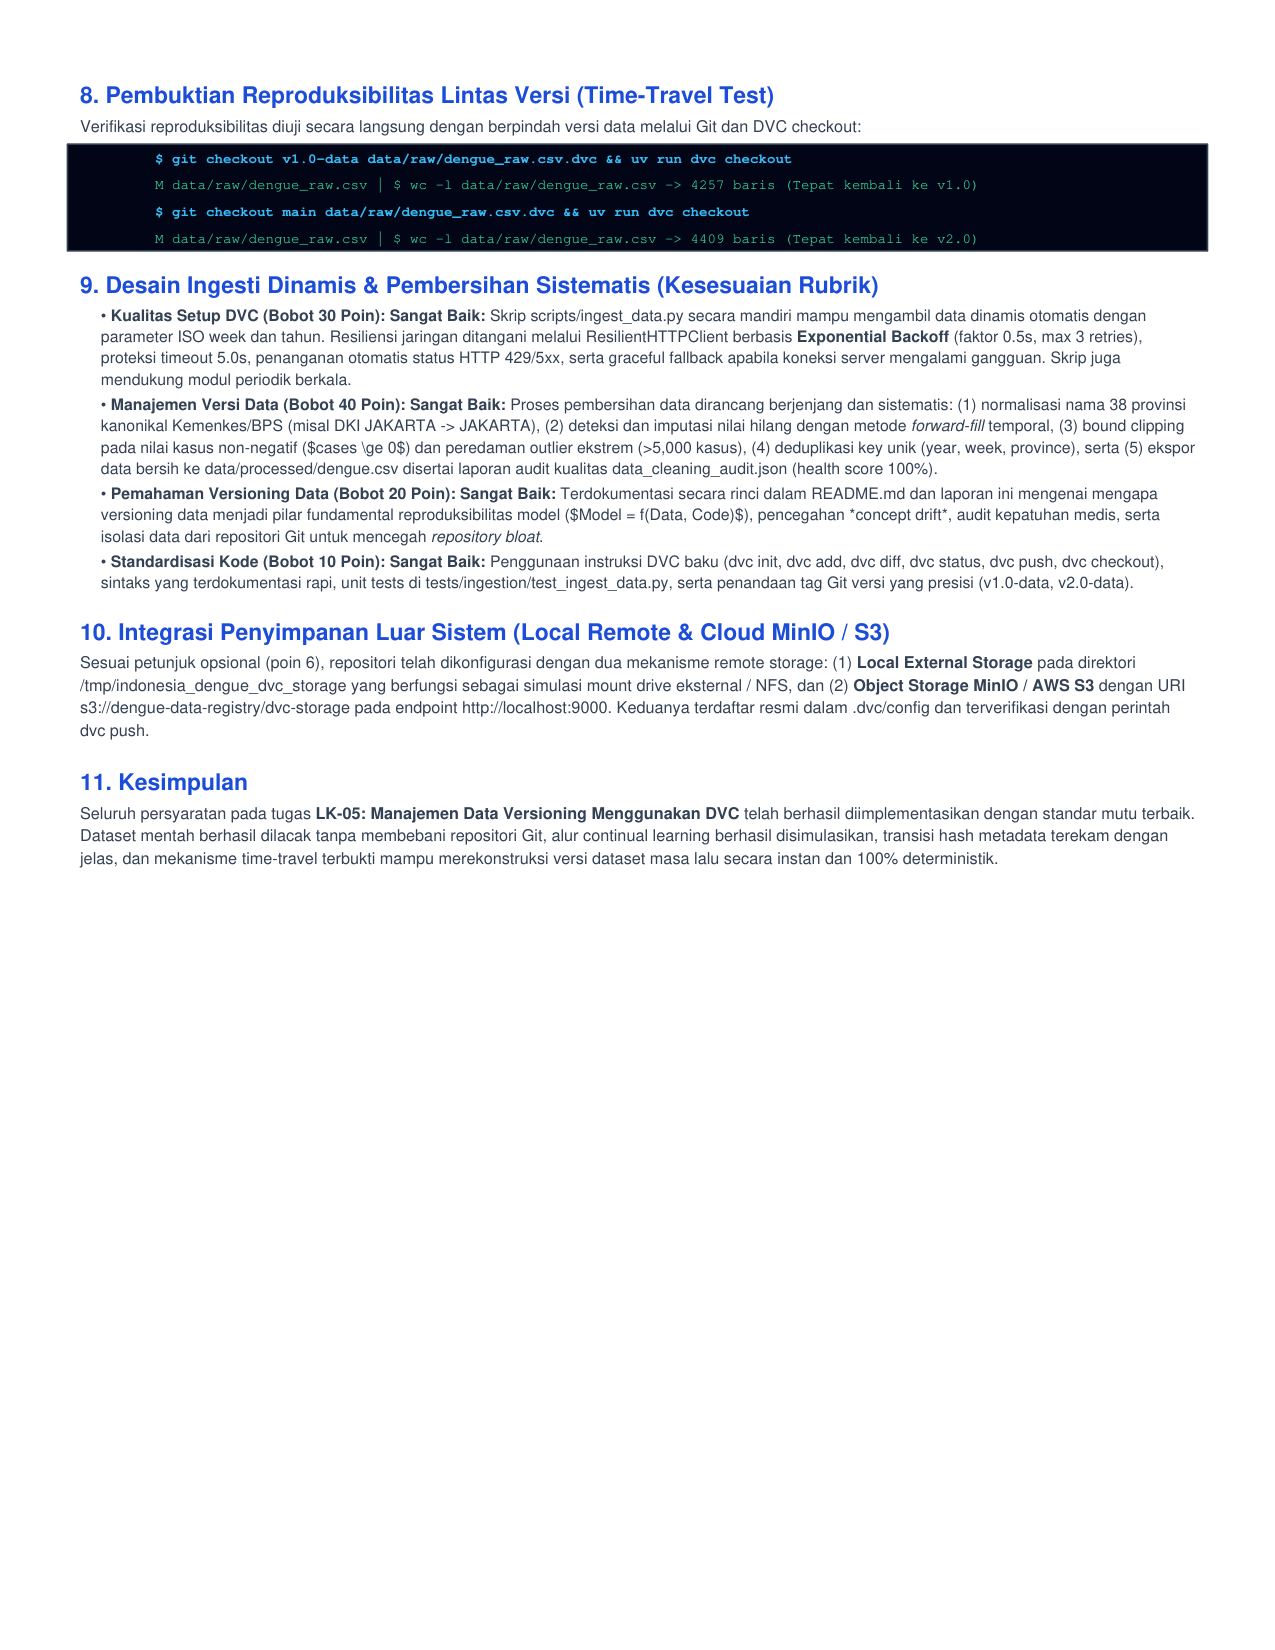 8. Pembuktian Reproduksibilitas Lintas Versi (Time-Travel Test)
Verifikasi reproduksibilitas diuji secara langsung dengan berpindah versi data melalui Git dan DVC checkout:
$ git checkout v1.0-data data/raw/dengue_raw.csv.dvc && uv run dvc checkout
M data/raw/dengue_raw.csv | $ wc -l data/raw/dengue_raw.csv -> 4257 baris (Tepat kembali ke v1.0)
$ git checkout main data/raw/dengue_raw.csv.dvc && uv run dvc checkout
M data/raw/dengue_raw.csv | $ wc -l data/raw/dengue_raw.csv -> 4409 baris (Tepat kembali ke v2.0)
9. Desain Ingesti Dinamis & Pembersihan Sistematis (Kesesuaian Rubrik)
• Kualitas Setup DVC (Bobot 30 Poin): Sangat Baik: Skrip scripts/ingest_data.py secara mandiri mampu mengambil data dinamis otomatis dengan
parameter ISO week dan tahun. Resiliensi jaringan ditangani melalui ResilientHTTPClient berbasis Exponential Backoff (faktor 0.5s, max 3 retries),
proteksi timeout 5.0s, penanganan otomatis status HTTP 429/5xx, serta graceful fallback apabila koneksi server mengalami gangguan. Skrip juga
mendukung modul periodik berkala.
• Manajemen Versi Data (Bobot 40 Poin): Sangat Baik: Proses pembersihan data dirancang berjenjang dan sistematis: (1) normalisasi nama 38 provinsi
kanonikal Kemenkes/BPS (misal DKI JAKARTA -> JAKARTA), (2) deteksi dan imputasi nilai hilang dengan metode forward-fill temporal, (3) bound clipping
pada nilai kasus non-negatif ($cases \ge 0$) dan peredaman outlier ekstrem (>5,000 kasus), (4) deduplikasi key unik (year, week, province), serta (5) ekspor
data bersih ke data/processed/dengue.csv disertai laporan audit kualitas data_cleaning_audit.json (health score 100%).
• Pemahaman Versioning Data (Bobot 20 Poin): Sangat Baik: Terdokumentasi secara rinci dalam README.md dan laporan ini mengenai mengapa
versioning data menjadi pilar fundamental reproduksibilitas model ($Model = f(Data, Code)$), pencegahan *concept drift*, audit kepatuhan medis, serta
isolasi data dari repositori Git untuk mencegah repository bloat.
• Standardisasi Kode (Bobot 10 Poin): Sangat Baik: Penggunaan instruksi DVC baku (dvc init, dvc add, dvc diff, dvc status, dvc push, dvc checkout),
sintaks yang terdokumentasi rapi, unit tests di tests/ingestion/test_ingest_data.py, serta penandaan tag Git versi yang presisi (v1.0-data, v2.0-data).
10. Integrasi Penyimpanan Luar Sistem (Local Remote & Cloud MinIO / S3)
Sesuai petunjuk opsional (poin 6), repositori telah dikonfigurasi dengan dua mekanisme remote storage: (1) Local External Storage pada direktori
/tmp/indonesia_dengue_dvc_storage yang berfungsi sebagai simulasi mount drive eksternal / NFS, dan (2) Object Storage MinIO / AWS S3 dengan URI
s3://dengue-data-registry/dvc-storage pada endpoint http://localhost:9000. Keduanya terdaftar resmi dalam .dvc/config dan terverifikasi dengan perintah
dvc push.
11. Kesimpulan
Seluruh persyaratan pada tugas LK-05: Manajemen Data Versioning Menggunakan DVC telah berhasil diimplementasikan dengan standar mutu terbaik.
Dataset mentah berhasil dilacak tanpa membebani repositori Git, alur continual learning berhasil disimulasikan, transisi hash metadata terekam dengan
jelas, dan mekanisme time-travel terbukti mampu merekonstruksi versi dataset masa lalu secara instan dan 100% deterministik.